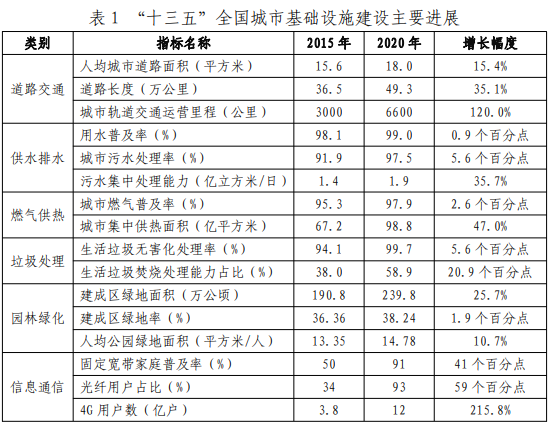 表1 “十三五”全国城市基础设施建设主要进展
类别 指标名称 2015年 2020年 增长幅度
道路交通 人均城市道路面积（平方米） 15.6 18.0 15.4%
道路长度（万公里） 36.5 49.3 35.1%
城市轨道交通运营里程（公里） 3000 6600 120.0%
供水排水 用水普及率（%） 98.1 99.0 0.9个百分点
城市污水处理率（%） 91.9 97.5 5.6个百分点
污水集中处理能力（亿立方米/日） 1.4 1.9 35.7%
燃气供热 城市燃气普及率（%） 95.3 97.9 2.6个百分点
城市集中供热面积（亿平方米） 67.2 98.8 47.0%
垃圾处理 生活垃圾无害化处理率（%） 94.1 99.7 5.6个百分点
生活垃圾焚烧处理能力占比（%） 38.0 58.9 20.9个百分点
园林绿化 建成区绿地面积（万公顷） 190.8 239.8 25.7%
建成区绿地率（%） 36.36 38.24 1.9个百分点
人均公园绿地面积（平方米/人） 13.35 14.78 10.7%
信息通信 固定宽带家庭普及率（%） 50 91 41个百分点
光纤用户占比（%） 34 93 59个百分点
4G用户数（亿户） 3.8 12 215.8%